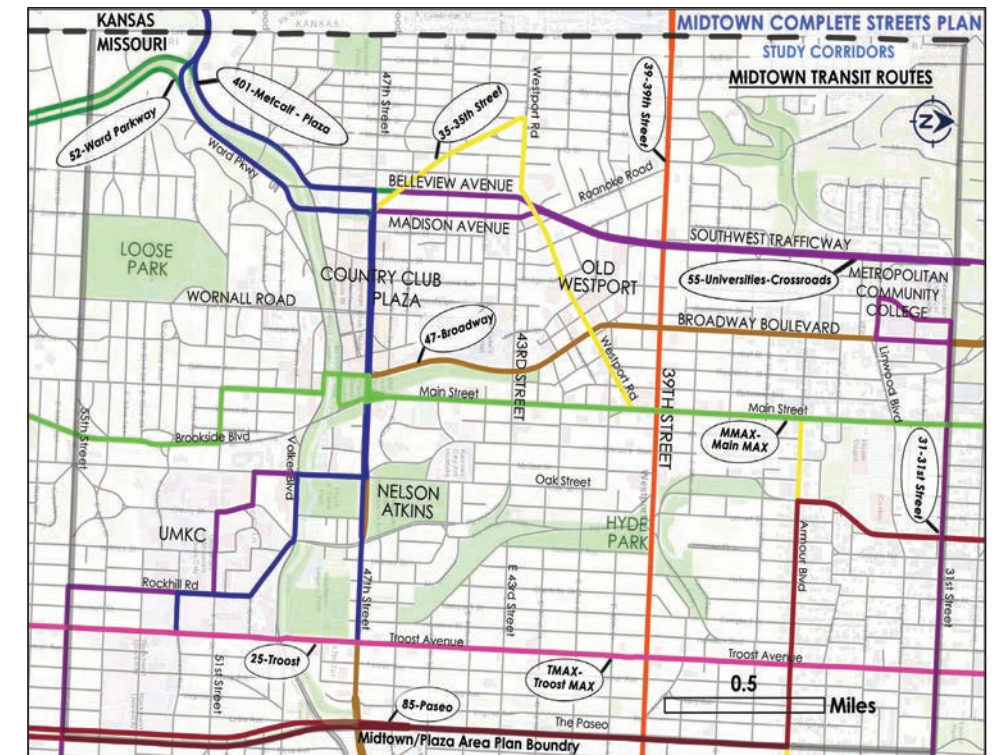 KANSAS
KANSAS
MISSOURI
MIDTOWN COMPLETE STREETS PLAN
STUDY CORRIDORS
MIDTOWN TRANSIT ROUTES
N
52-Ward Parkway
401-Metcalf - Plaza
47th Street
35-35th Street
Westport Rd
39-39th Street
Ward Pkwy
BELLEVIEW AVENUE
Roanoke Road
MADISON AVENUE
SOUTHWEST TRAFFICWAY
LOOSE
PARK
COUNTRY CLUB
PLAZA
OLD
WESTPORT
55-Universities-Crossroads
METROPOLITAN
COMMUNITY
COLLEGE
WORNALL ROAD
47-Broadway
BROADWAY BOULEVARD
43RD STREET
Westport Rd
Linwood Blvd
39TH STREET
Main Street
Main Street
55th Street
Brookside Blvd
Volker Blvd
MMAX-
Main MAX
31-31st Street
Oak Street
NELSON
ATKINS
UMKC
HYDE
PARK
Armour Blvd
Rockhill Rd
47th Street
E 43rd Street
31st Street
Troost Avenue
Troost Avenue
25-Troost
51st Street
TMAX-
Troost MAX
0.5
Miles
85-Paseo
The Paseo
Midtown/Plaza Area Plan Boundry